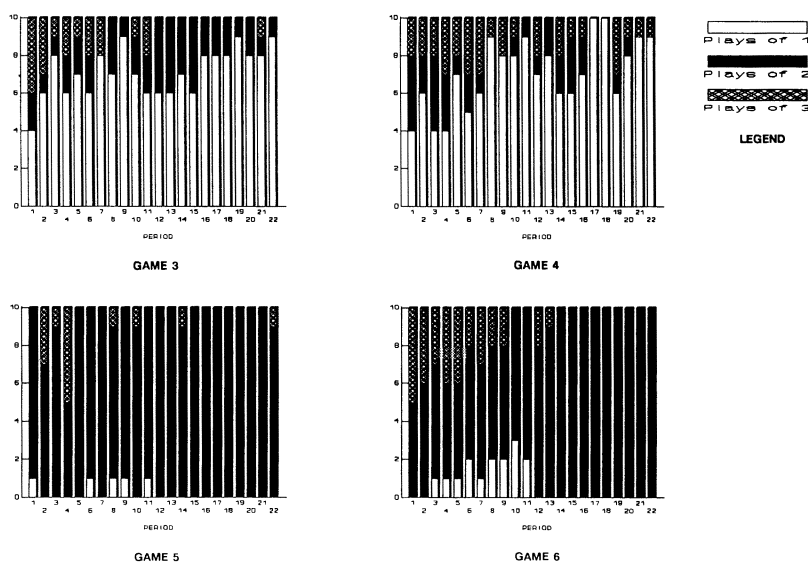 10
8
6
4
2
0
1 3 5 7 9 11 13 15 17 19 21
2 4 6 8 10 12 14 16 18 20 22
PERIOD
GAME 3
10
8
6
4
2
0
1 3 5 7 9 11 13 15 17 19 21
2 4 6 8 10 12 14 16 18 20 22
PERIOD
GAME 4
Plays of 1
Plays of 2
Plays of 3
LEGEND
10
8
6
4
2
0
1 3 5 7 9 11 13 15 17 19 21
2 4 6 8 10 12 14 16 18 20 22
PERIOD
GAME 5
10
8
6
4
2
0
1 3 5 7 9 11 13 15 17 19 21
2 4 6 8 10 12 14 16 18 20 22
PERIOD
GAME 6